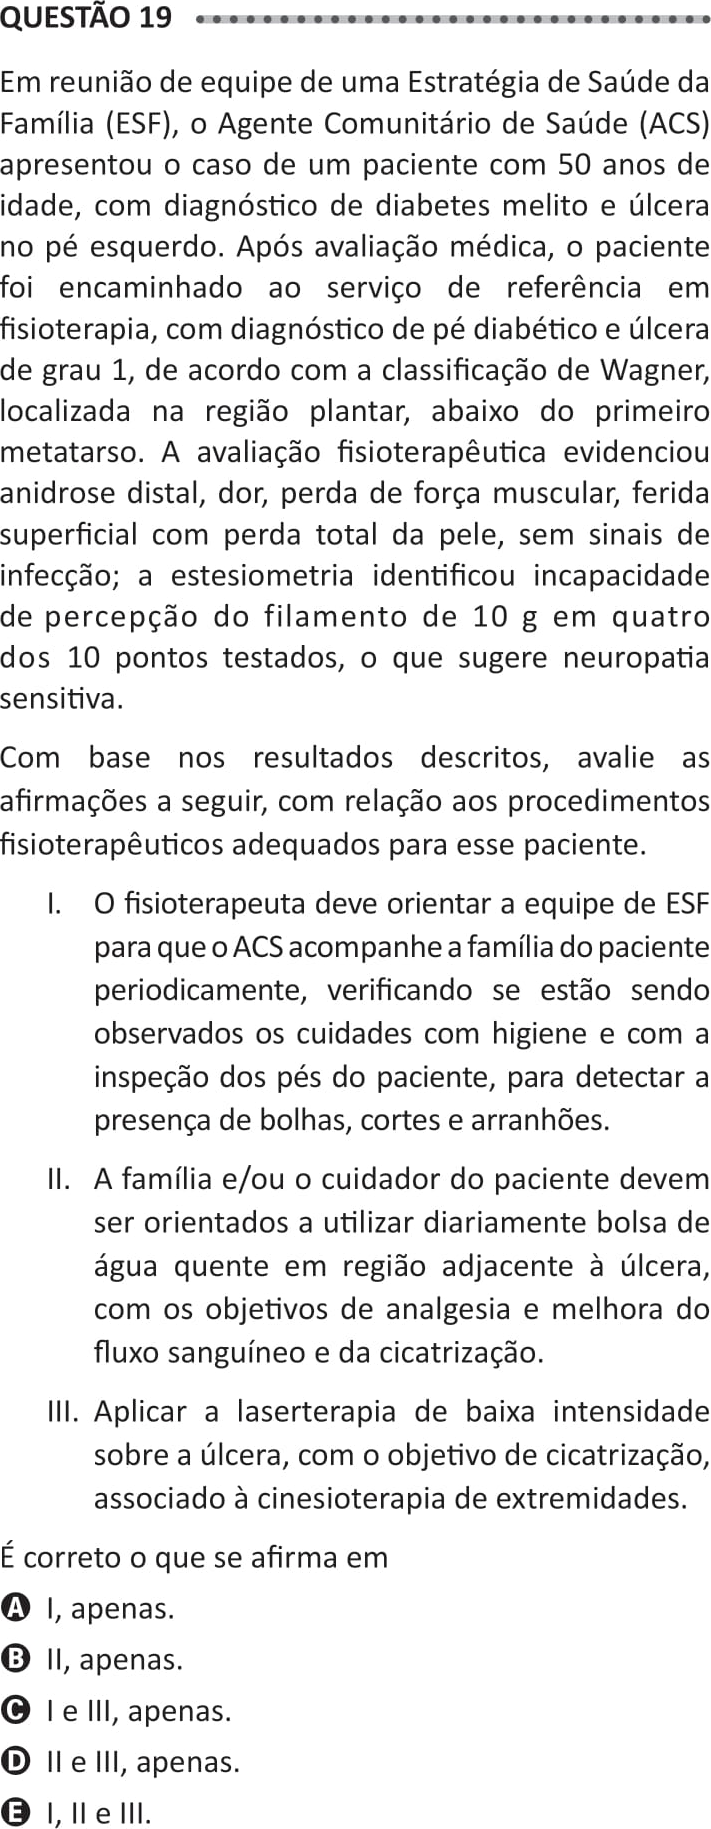 QUESTÃO 19
Em reunião de equipe de uma Estratégia de Saúde da
Família (ESF), o Agente Comunitário de Saúde (ACS)
apresentou o caso de um paciente com 50 anos de
idade, com diagnóstico de diabetes melito e úlcera
no pé esquerdo. Após avaliação médica, o paciente
foi encaminhado ao serviço de referência em
fisioterapia, com diagnóstico de pé diabético e úlcera
de grau 1, de acordo com a classificação de Wagner,
localizada na região plantar, abaixo do primeiro
metatarso. A avaliação fisioterapêutica evidenciou
anidrose distal, dor, perda de força muscular, ferida
superficial com perda total da pele, sem sinais de
infecção; a estesiometria identificou incapacidade
de percepção do filamento de 10 g em quatro
dos 10 pontos testados, o que sugere neuropatia
sensitiva.
Com base nos resultados descritos, avalie as
afirmações a seguir, com relação aos procedimentos
fisioterapêuticos adequados para esse paciente.
I. O fisioterapeuta deve orientar a equipe de ESF
para que o ACS acompanhe a família do paciente
periodicamente, verificando se estão sendo
observados os cuidades com higiene e com a
inspeção dos pés do paciente, para detectar a
presença de bolhas, cortes e arranhões.
II. A família e/ou o cuidador do paciente devem
ser orientados a utilizar diariamente bolsa de
água quente em região adjacente à úlcera,
com os objetivos de analgesia e melhora do
fluxo sanguíneo e da cicatrização.
III. Aplicar a laserterapia de baixa intensidade
sobre a úlcera, com o objetivo de cicatrização,
associado à cinesioterapia de extremidades.
É correto o que se afirma em
A I, apenas.
B II, apenas.
C I e III, apenas.
D II e III, apenas.
E I, II e III.